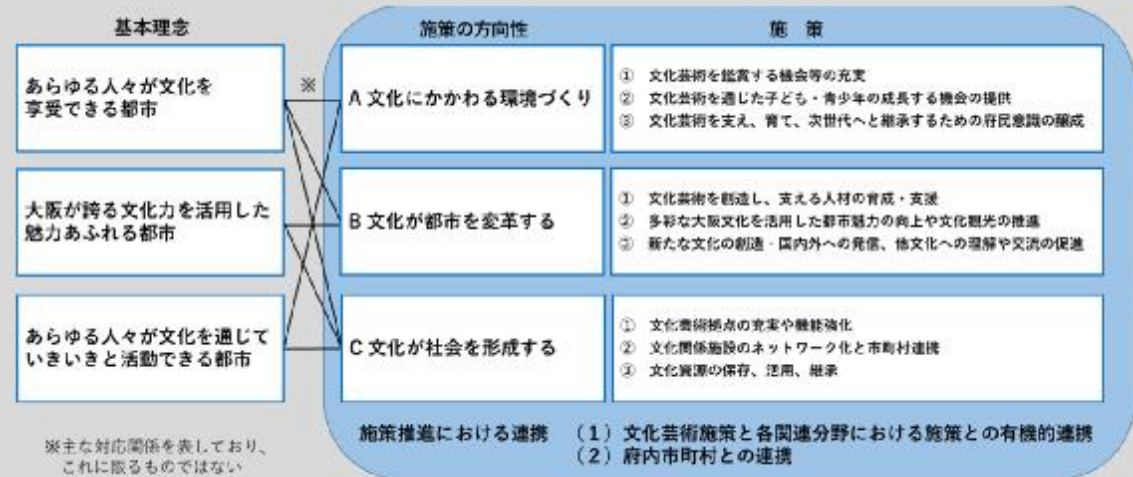 基本理念
施策の方向性
施 策
あらゆる人々が文化を
享受できる都市
※
A 文化にかかわる環境づくり
① 文化芸術を鑑賞する機会等の充実
② 文化芸術を通じた子ども・青少年の成長する機会の提供
③ 文化芸術を支え、育て、次世代へと継承するための府民意識の醸成
大阪が誇る文化力を活用した
魅力あふれる都市
B 文化が都市を変革する
① 文化芸術を創造し、支える人材の育成・支援
② 多彩な大阪文化を活用した都市魅力の向上や文化観光の推進
③ 新たな文化の創造・国内外への発信、他文化への理解や交流の促進
あらゆる人々が文化を通じて
いきいきと活動できる都市
C 文化が社会を形成する
① 文化芸術拠点の充実や機能強化
② 文化関係施設のネットワーク化と市町村連携
③ 文化資源の保存、活用、継承
施策推進における連携 （1）文化芸術施策と各関連分野における施策との有機的連携
（2）府内市町村との連携
※主な対応関係を表しており、
これに限るものではない